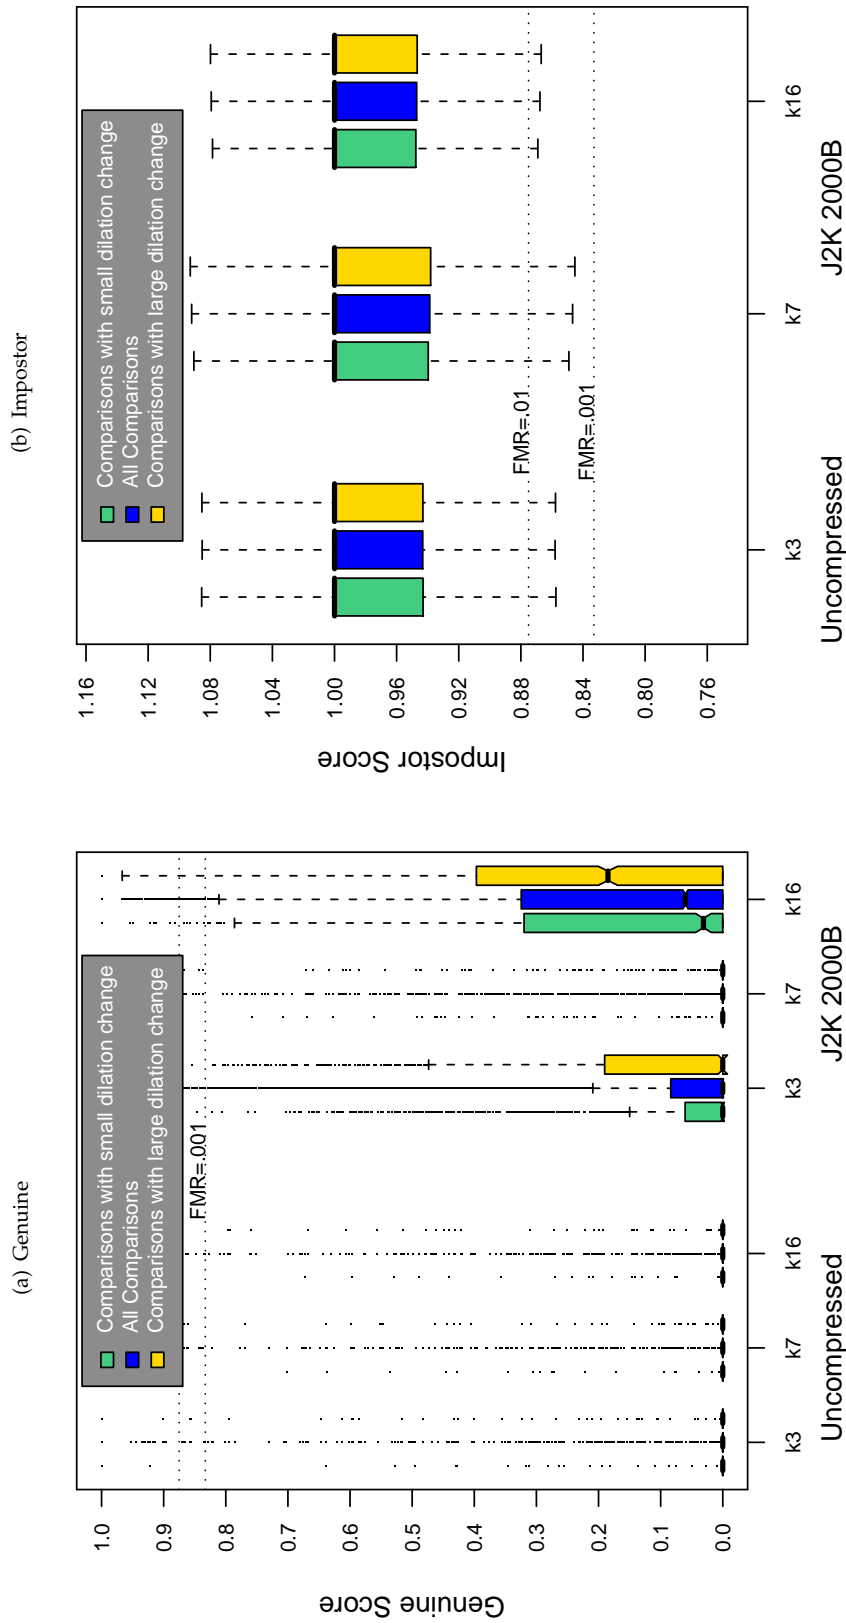 (a) Genuine
Comparisons with small dilation change
All Comparisons
Comparisons with large dilation change
FMR=.001
Genuine Score
0.0
0.1
0.2
0.3
0.4
0.5
0.6
0.7
0.8
0.9
1.0
k3
k7
k16
k3
k7
k16
Uncompressed
J2K 2000B
(b) Impostor
Comparisons with small dilation change
All Comparisons
Comparisons with large dilation change
FMR=.01
FMR=.001
Impostor Score
0.76
0.80
0.84
0.88
0.92
0.96
1.00
1.04
1.08
1.12
1.16
k3
k7
k16
Uncompressed
J2K 2000B